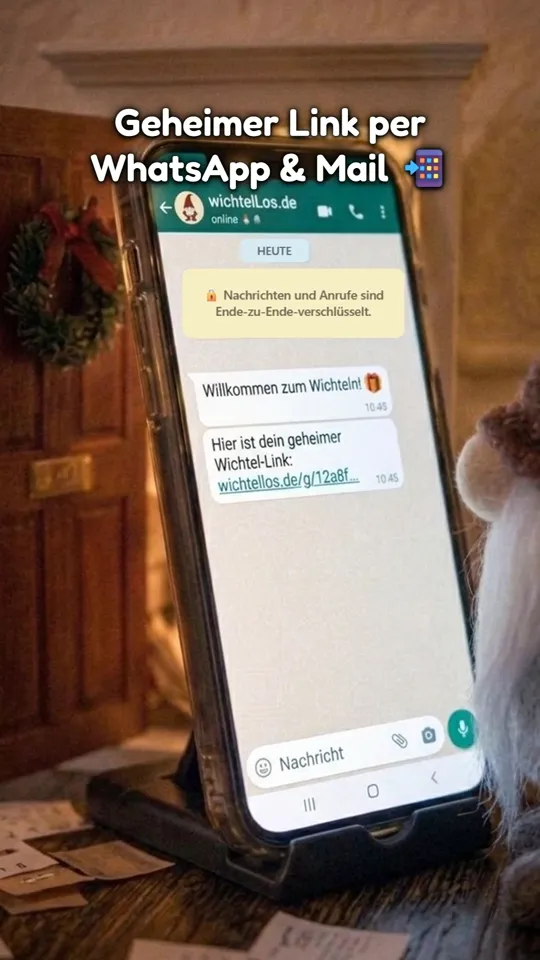 Geheimer Link per
WhatsApp & Mail 📲
wichtelLos.de
online
HEUTE
🔒 Nachrichten und Anrufe sind
Ende-zu-Ende-verschlüsselt.
Willkommen zum Wichteln! 🎁
10.45
Hier ist dein geheimer
Wichtel-Link:
wichtellos.de/g/12a8f...
10.45
Nachricht